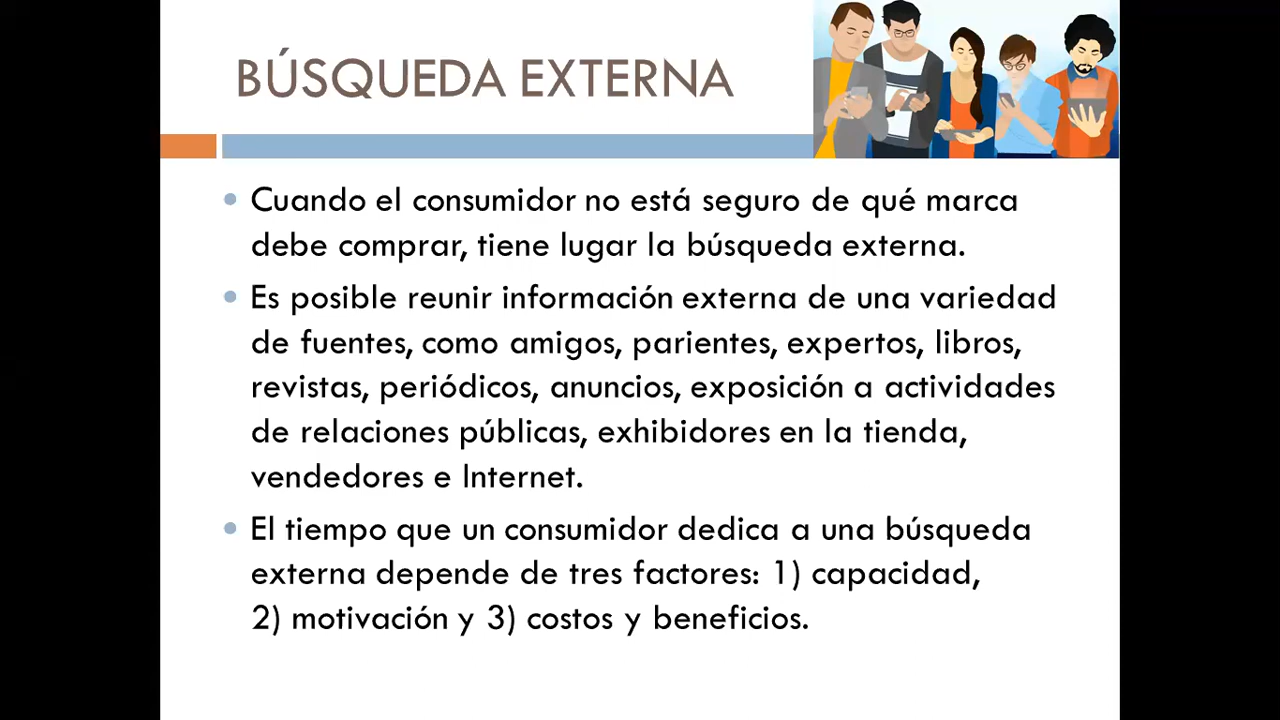 BÚSQUEDA EXTERNA
• Cuando el consumidor no está seguro de qué marca
debe comprar, tiene lugar la búsqueda externa.
• Es posible reunir información externa de una variedad
de fuentes, como amigos, parientes, expertos, libros,
revistas, periódicos, anuncios, exposición a actividades
de relaciones públicas, exhibidores en la tienda,
vendedores e Internet.
• El tiempo que un consumidor dedica a una búsqueda
externa depende de tres factores: 1) capacidad,
2) motivación y 3) costos y beneficios.